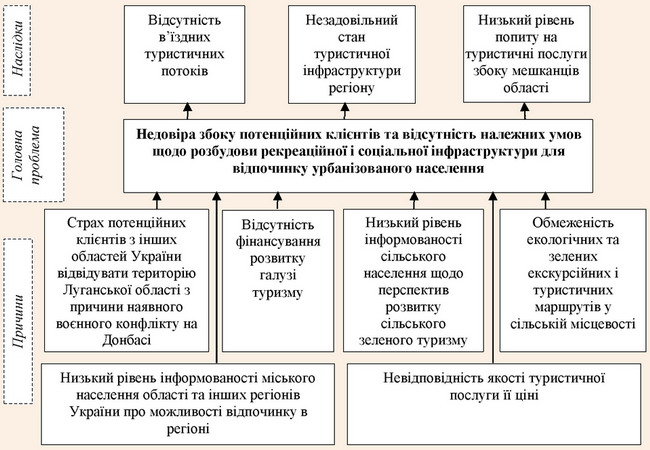 Наслідки
Відсутність
в’їздних
туристичних
потоків
Незадовільний
стан
туристичної
інфраструктури
регіону
Низький рівень
попиту на
туристичні послуги
збоку мешканців
області
Головна
проблема
Недовіра збоку потенційних клієнтів та відсутність належних умов
щодо розбудови рекреаційної і соціальної інфраструктури для
відпочинку урбанізованого населення
Причини
Страх потенційних
клієнтів з інших
областей України
відвідувати територію
Луганської області з
причини наявного
воєнного конфлікту на
Донбасі
Відсутність
фінансування
розвитку
галузі
туризму
Низький рівень
інформованості
сільського
населення щодо
перспектив
розвитку
сільського
зеленого туризму
Обмеженість
екологічних та
зелених
екскурсійних і
туристичних
маршрутів у
сільській місцевості
Низький рівень інформованості міського
населення області та інших регіонів
України про можливості відпочинку в
регіоні
Невідповідність якості туристичної
послуги її ціні